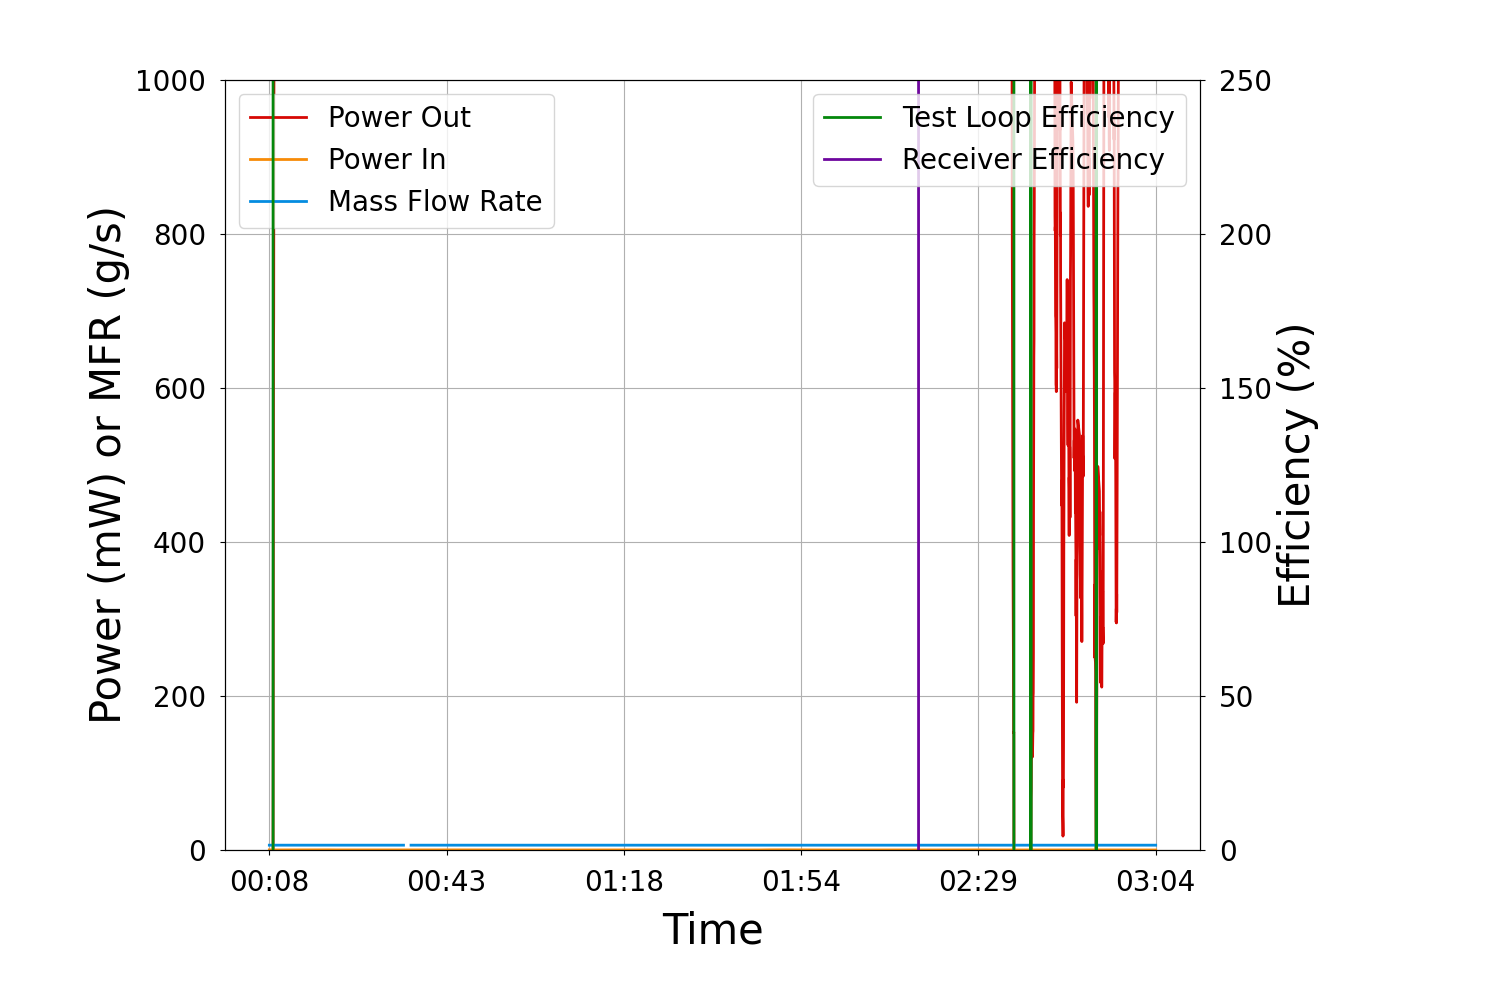 1000
800
600
400
200
0
Power (mW) or MFR (g/s)
Power Out
Power In
Mass Flow Rate
Test Loop Efficiency
Receiver Efficiency
250
200
150
100
50
0
Efficiency (%)
00:08 00:43 01:18 01:54 02:29 03:04
Time